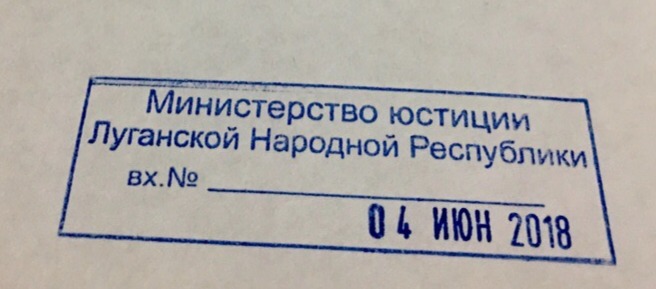 Министерство юстиции
Луганской Народной Республики
вх.№
04 ИЮН 2018